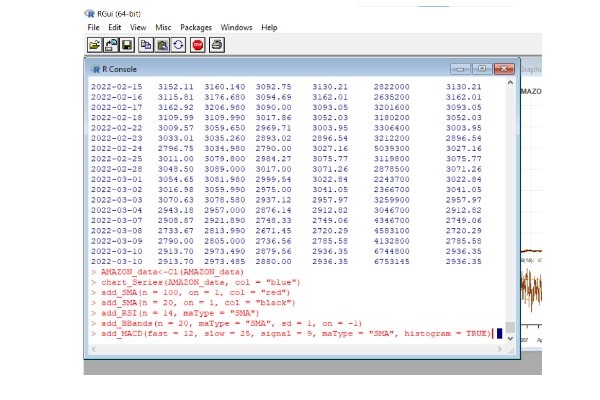 RGui (64-bit)
File Edit View Misc Packages Windows Help
R Console
2022-02-15 3152.11 3160.140 3092.75 3130.21 2822000 3130.21
2022-02-16 3115.81 3176.680 3094.69 3162.01 2635200 3162.01
2022-02-17 3162.92 3206.980 3090.00 3093.05 3201700 3093.05
2022-02-18 3109.99 3109.990 3017.86 3052.03 3180200 3052.03
2022-02-22 3009.57 3059.650 2969.71 3003.95 3306400 3003.95
2022-02-23 3033.01 3035.260 2893.02 2896.54 3212200 2896.54
2022-02-24 2796.75 3034.980 2790.00 3027.16 5039300 3027.16
2022-02-25 3011.00 3079.800 2984.27 3075.77 3119800 3075.77
2022-02-28 3048.50 3089.000 3017.00 3071.26 2878500 3071.26
2022-03-01 3054.65 3081.980 2999.54 3022.84 2243700 3022.84
2022-03-02 3016.98 3059.990 2975.00 3041.05 2366700 3041.05
2022-03-03 3070.63 3078.580 2937.12 2957.97 3259900 2957.97
2022-03-04 2943.18 2957.000 2876.14 2912.82 3046700 2912.82
2022-03-07 2908.87 2921.890 2748.33 2749.06 4346700 2749.06
2022-03-08 2733.67 2813.990 2671.45 2720.29 4583100 2720.29
2022-03-09 2790.00 2805.000 2736.56 2785.58 4132800 2785.58
2022-03-10 2913.70 2973.490 2879.56 2936.35 6744800 2936.35
2022-03-10 2913.70 2973.485 2880.00 2936.35 6753145 2936.35
> AMAZON_data<-Cl(AMAZON_data)
> chart_Series(AMAZON_data, col = "blue")
> add_SMA(n = 100, on = 1, col = "red")
> add_SMA(n = 20, on = 1, col = "black")
> add_RSI(n = 14, maType = "SMA")
> add_BBands(n = 20, maType = "SMA", sd = 1, on = -1)
> add_MACD(fast = 12, slow = 25, signal = 9, maType = "SMA", histogram = TRUE)